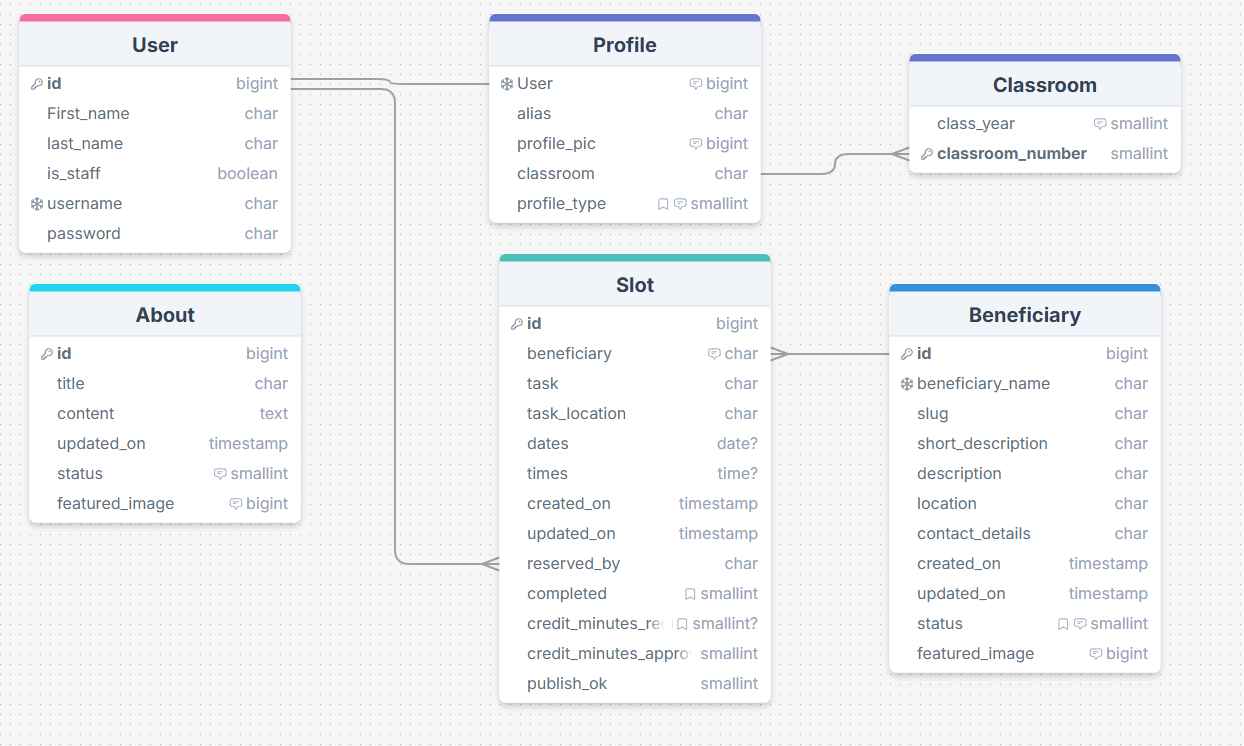 User
id bigint
First_name char
last_name char
is_staff boolean
username char
password char
Profile
User bigint
alias char
profile_pic bigint
classroom char
profile_type smallint
Classroom
class_year smallint
classroom_number smallint
About
id bigint
title char
content text
updated_on timestamp
status smallint
featured_image bigint
Slot
id bigint
beneficiary char
task char
task_location char
dates date?
times time?
created_on timestamp
updated_on timestamp
reserved_by char
completed smallint
credit_minutes_re smallint?
credit_minutes_appro smallint
publish_ok smallint
Beneficiary
id bigint
beneficiary_name char
slug char
short_description char
description char
location char
contact_details char
created_on timestamp
updated_on timestamp
status smallint
featured_image bigint